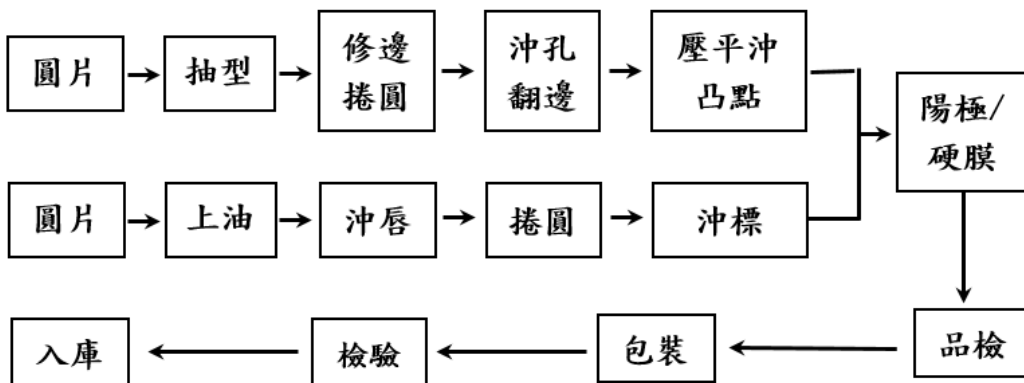 圓片
抽型
修邊
捲圓
沖孔
翻邊
壓平沖
凸點
陽極/
硬膜
圓片
上油
沖唇
捲圓
沖標
入庫
檢驗
包裝
品檢